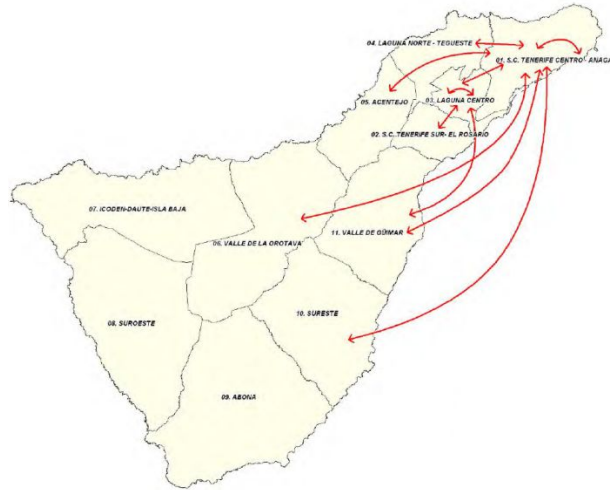 04. LAGUNA NORTE - TEGUESTE
01. S.C. TENERIFE CENTRO - ANAGA
05. ACENTEJO
03. LAGUNA CENTRO
02. S.C. TENERIFE SUR- EL ROSARIO
07. ICODEN-DAUTE-ISLA BAJA
11. VALLE DE GÜIMAR
06. VALLE DE LA OROTAVA
10. SURESTE
08. SUROESTE
09. ABONA